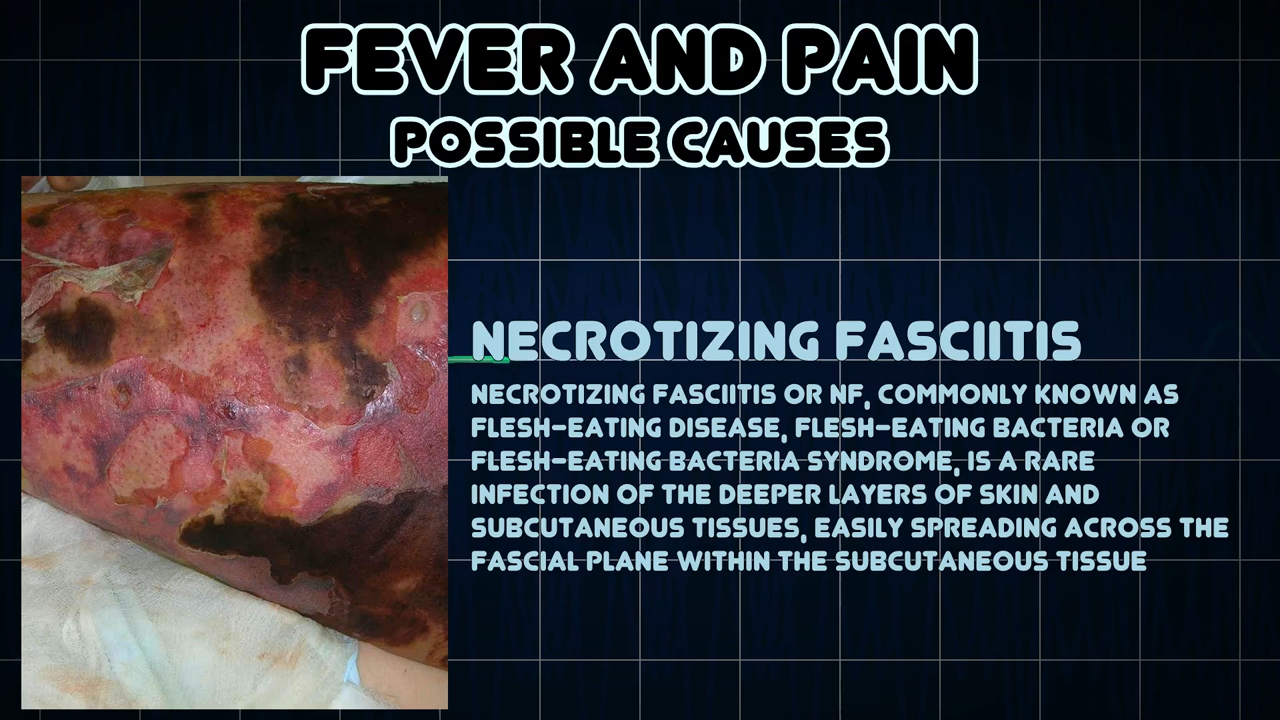 FEVER AND PAIN
POSSIBLE CAUSES
NECROTIZING FASCIITIS
NECROTIZING FASCIITIS OR NF, COMMONLY KNOWN AS
FLESH-EATING DISEASE, FLESH-EATING BACTERIA OR
FLESH-EATING BACTERIA SYNDROME, IS A RARE
INFECTION OF THE DEEPER LAYERS OF SKIN AND
SUBCUTANEOUS TISSUES, EASILY SPREADING ACROSS THE
FASCIAL PLANE WITHIN THE SUBCUTANEOUS TISSUE